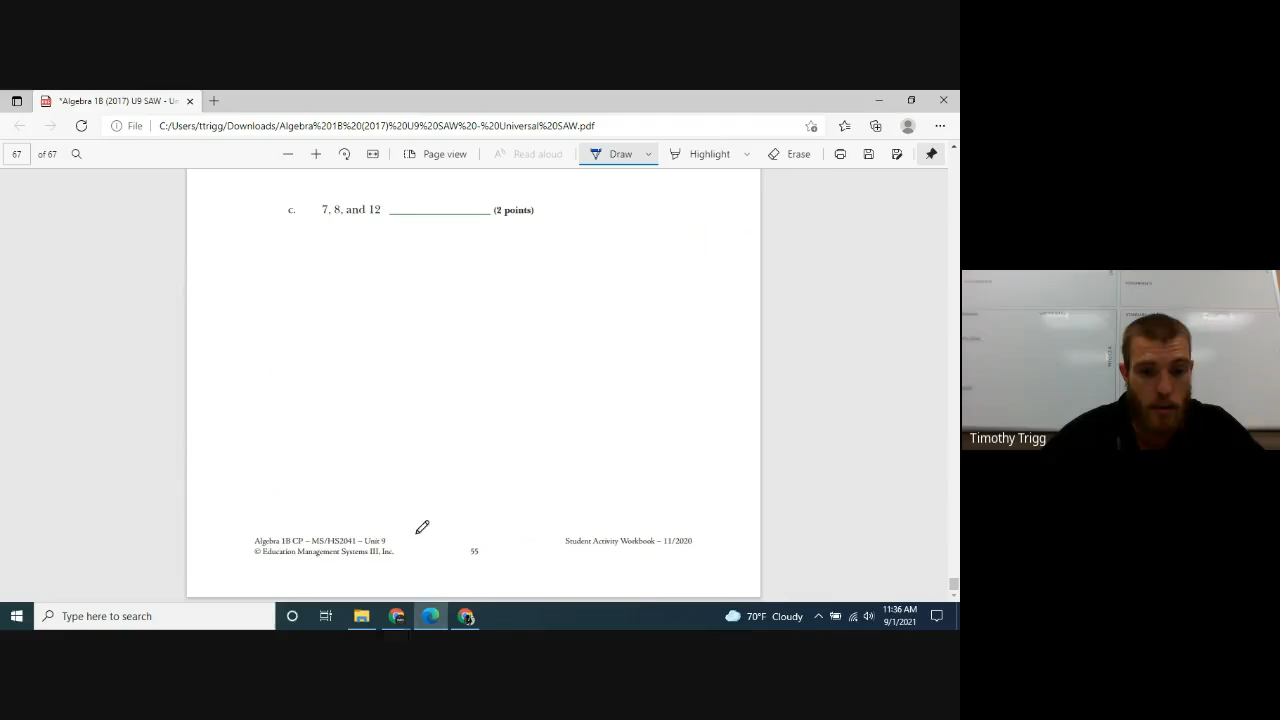 *Algebra 1B (2017) U9 SAW - Un
File
C:/Users/ttrigg/Downloads/Algebra%201B%20(2017)%20U9%20SAW%20-%20Universal%20SAW.pdf
67 of 67
Page view
Read aloud
Draw
Highlight
Erase
c. 7, 8, and 12 __________ (2 points)
Algebra 1B CP – MS/HS2041 – Unit 9
Student Activity Workbook – 11/2020
© Education Management Systems III, Inc.
55
Timothy Trigg
Type here to search
70°F Cloudy
11:36 AM
9/1/2021